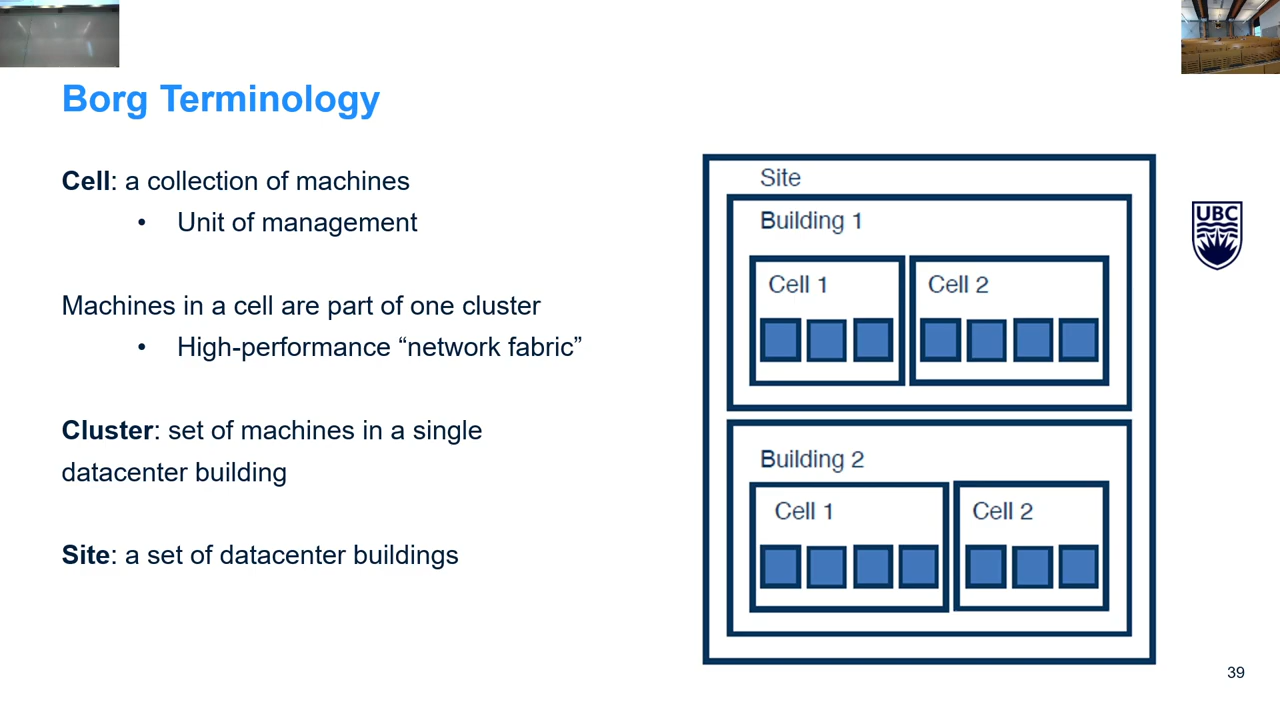 Borg Terminology
Cell: a collection of machines
• Unit of management
Machines in a cell are part of one cluster
• High-performance “network fabric”
Cluster: set of machines in a single
datacenter building
Site: a set of datacenter buildings
Site
Building 1
Cell 1
Cell 2
Building 2
Cell 1
Cell 2
UBC
39